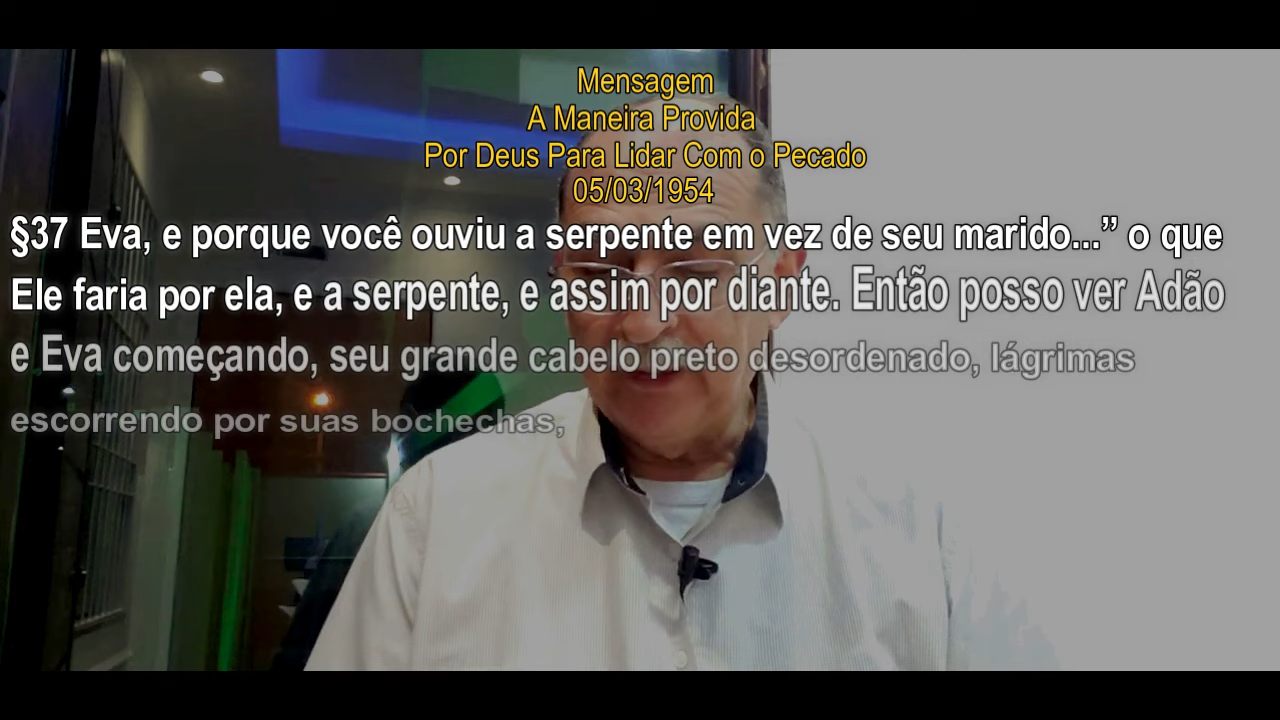 Mensagem
A Maneira Provida
Por Deus Para Lidar Com o Pecado
05/03/1954
§37 Eva, e porque você ouviu a serpente em vez de seu marido...” o que
Ele faria por ela, e a serpente, e assim por diante. Então posso ver Adão
e Eva começando, seu grande cabelo preto desordenado, lágrimas
escorrendo por suas bochechas,